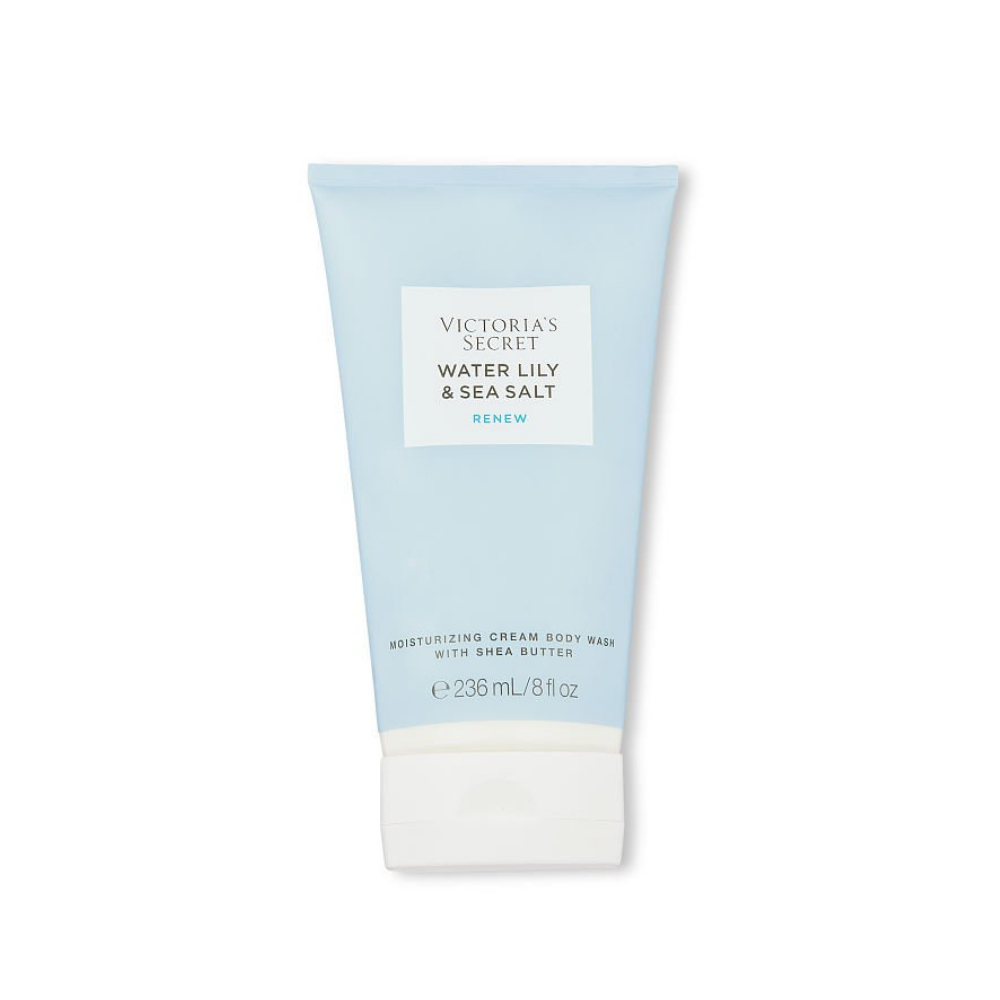 VICTORIA'S
SECRET
WATER LILY
& SEA SALT
RENEW
MOISTURIZING CREAM BODY WASH
WITH SHEA BUTTER
℮ 236 mL/8 fl oz